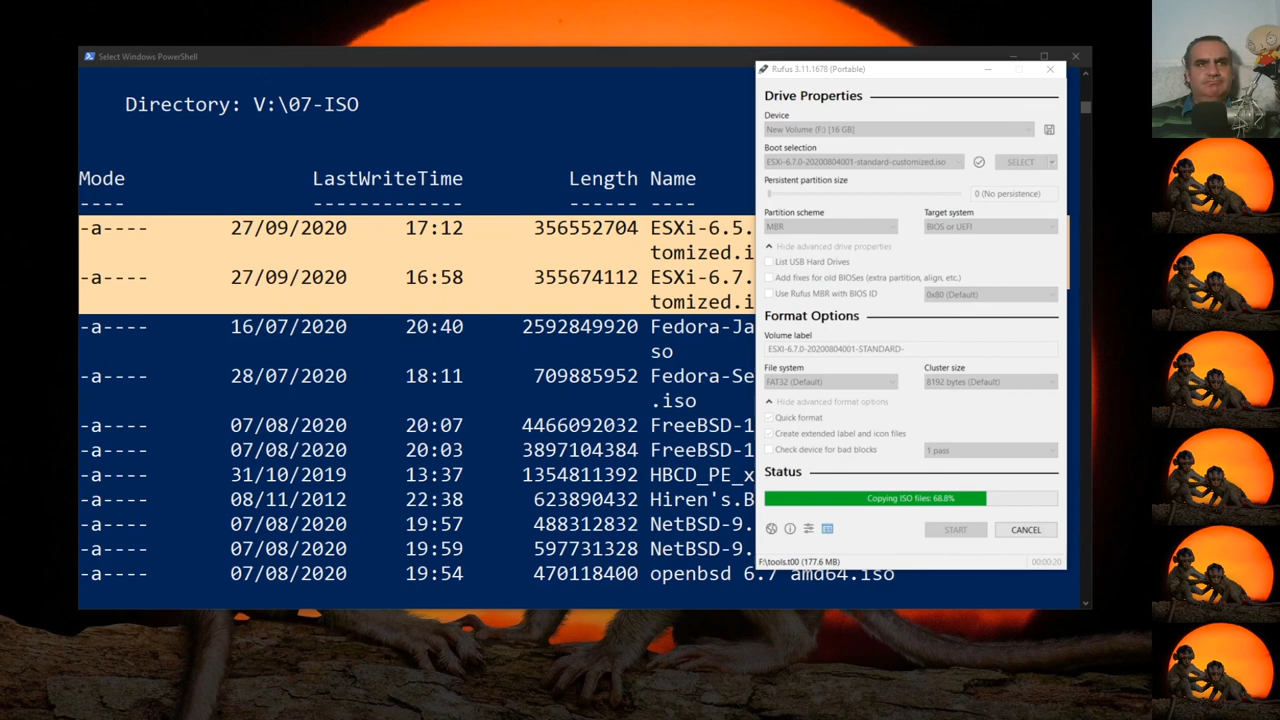 Select Windows PowerShell
Directory: V:\07-ISO
Mode LastWriteTime Length Name
---- ------------- ------ ----
-a---- 27/09/2020 17:12 356552704 ESXi-6.5.
tomized.i
-a---- 27/09/2020 16:58 355674112 ESXi-6.7.
tomized.i
-a---- 16/07/2020 20:40 2592849920 Fedora-Ja
so
-a---- 28/07/2020 18:11 709885952 Fedora-Se
.iso
-a---- 07/08/2020 20:07 4466092032 FreeBSD-1
-a---- 07/08/2020 20:03 3897104384 FreeBSD-1
-a---- 31/10/2019 13:37 1354811392 HBCD_PE_x
-a---- 08/11/2012 22:38 623890432 Hiren's.B
-a---- 07/08/2020 19:57 488312832 NetBSD-9.
-a---- 07/08/2020 19:59 597731328 NetBSD-9.
-a---- 07/08/2020 19:54 470118400 openbsd 6.7 amd64.iso
Rufus 3.11.1678 (Portable)
Drive Properties
Device
New Volume (F:) [16 GB]
Boot selection
ESXi-6.7.0-20200804001-standard-customized.iso SELECT
Persistent partition size
0 (No persistence)
Partition scheme Target system
MBR BIOS or UEFI
Hide advanced drive properties
List USB Hard Drives
Add fixes for old BIOSes (extra partition, align, etc.)
Use Rufus MBR with BIOS ID 0x80 (Default)
Format Options
Volume label
ESXI-6.7.0-20200804001-STANDARD-
File system Cluster size
FAT32 (Default) 8192 bytes (Default)
Hide advanced format options
Quick format
Create extended label and icon files
Check device for bad blocks 1 pass
Status
Copying ISO files: 68.8%
START CANCEL
F:\tools.t00 (177.6 MB) 00:00:20